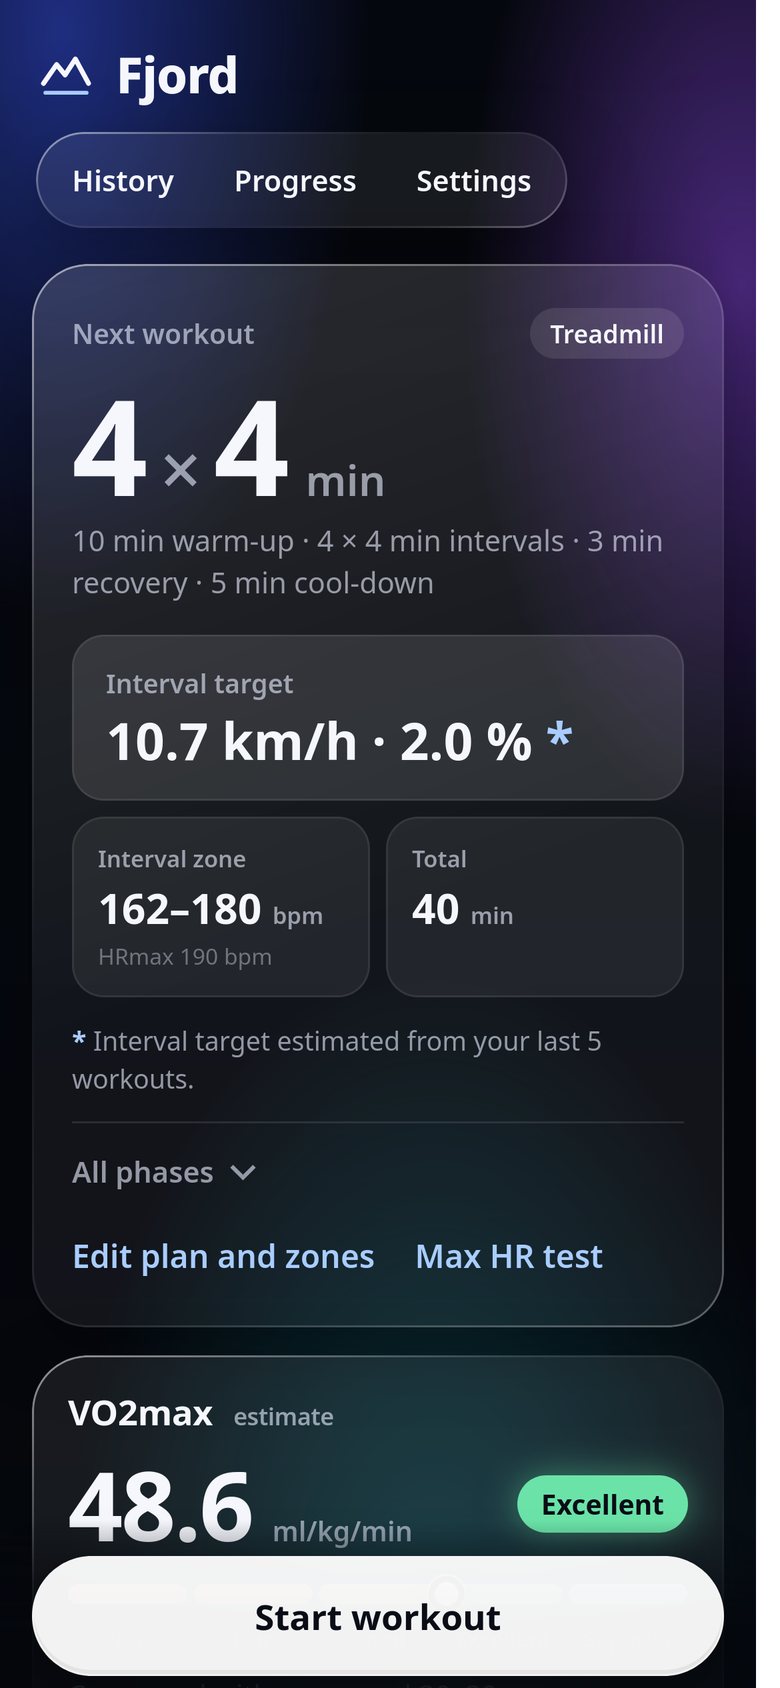 Fjord
History Progress Settings
Next workout Treadmill
4 × 4 min
10 min warm-up · 4 × 4 min intervals · 3 min
recovery · 5 min cool-down
Interval target
10.7 km/h · 2.0 % *
Interval zone Total
162–180 bpm 40 min
HRmax 190 bpm
* Interval target estimated from your last 5
workouts.
All phases
Edit plan and zones Max HR test
VO2max estimate
48.6 ml/kg/min Excellent
Start workout